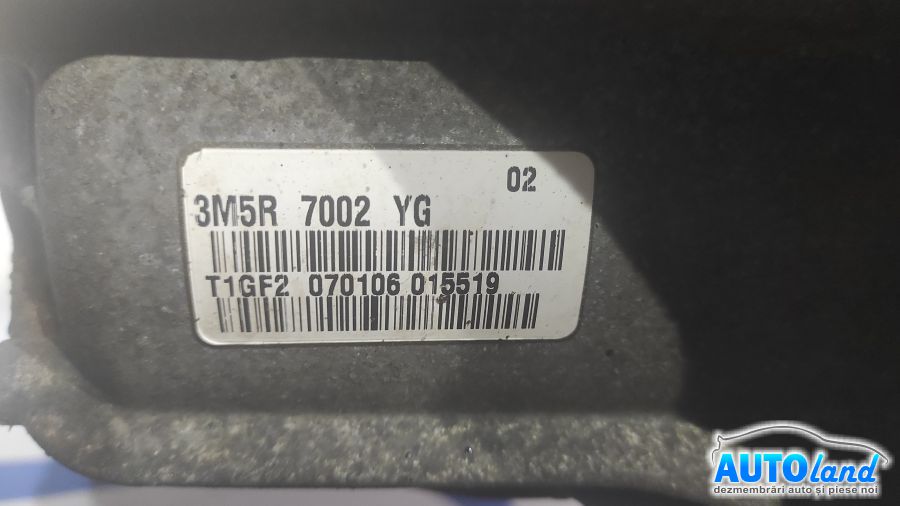 02
3M5R 7002 YG
T1GF2 070106 015519
AUTOland
dezmembrări auto și piese noi